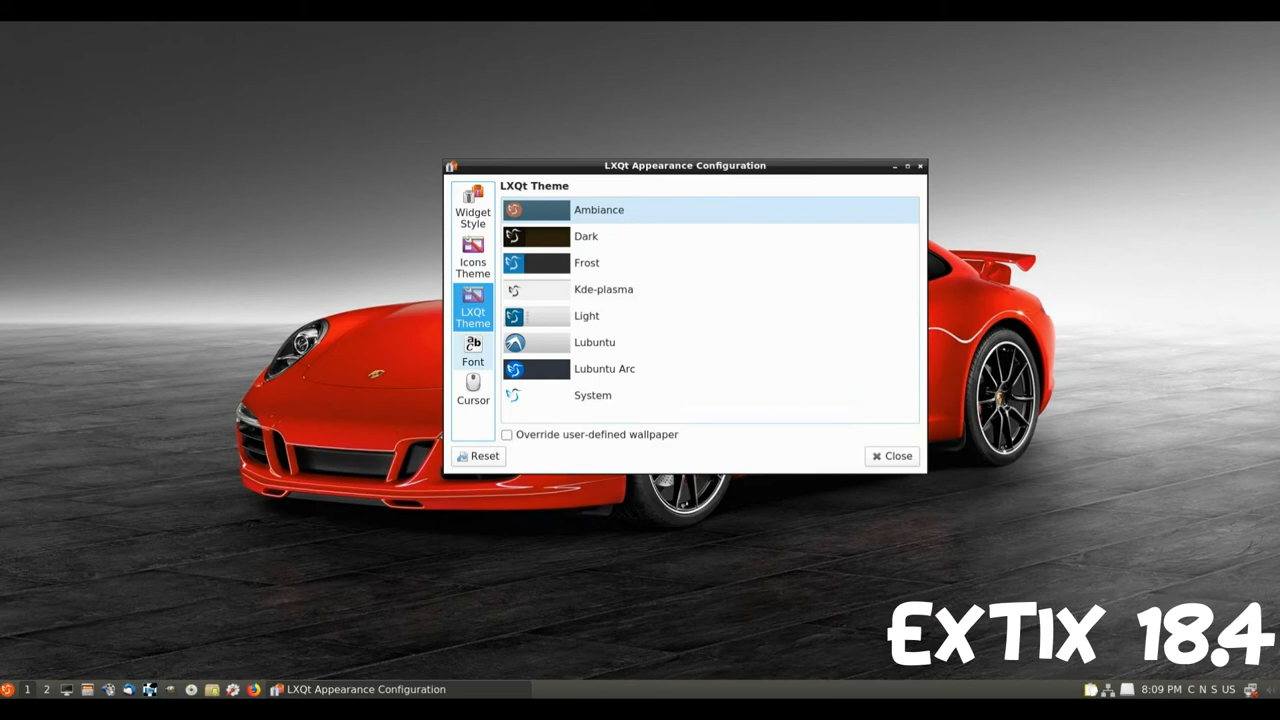 LXQt Appearance Configuration
LXQt Theme
Widget
Style
Icons
Theme
LXQt
Theme
Font
Cursor
Ambiance
Dark
Frost
Kde-plasma
Light
Lubuntu
Lubuntu Arc
System
Override user-defined wallpaper
Reset
Close
EXTIX 18.4
1 2 LXQt Appearance Configuration 8:09 PM C N S US